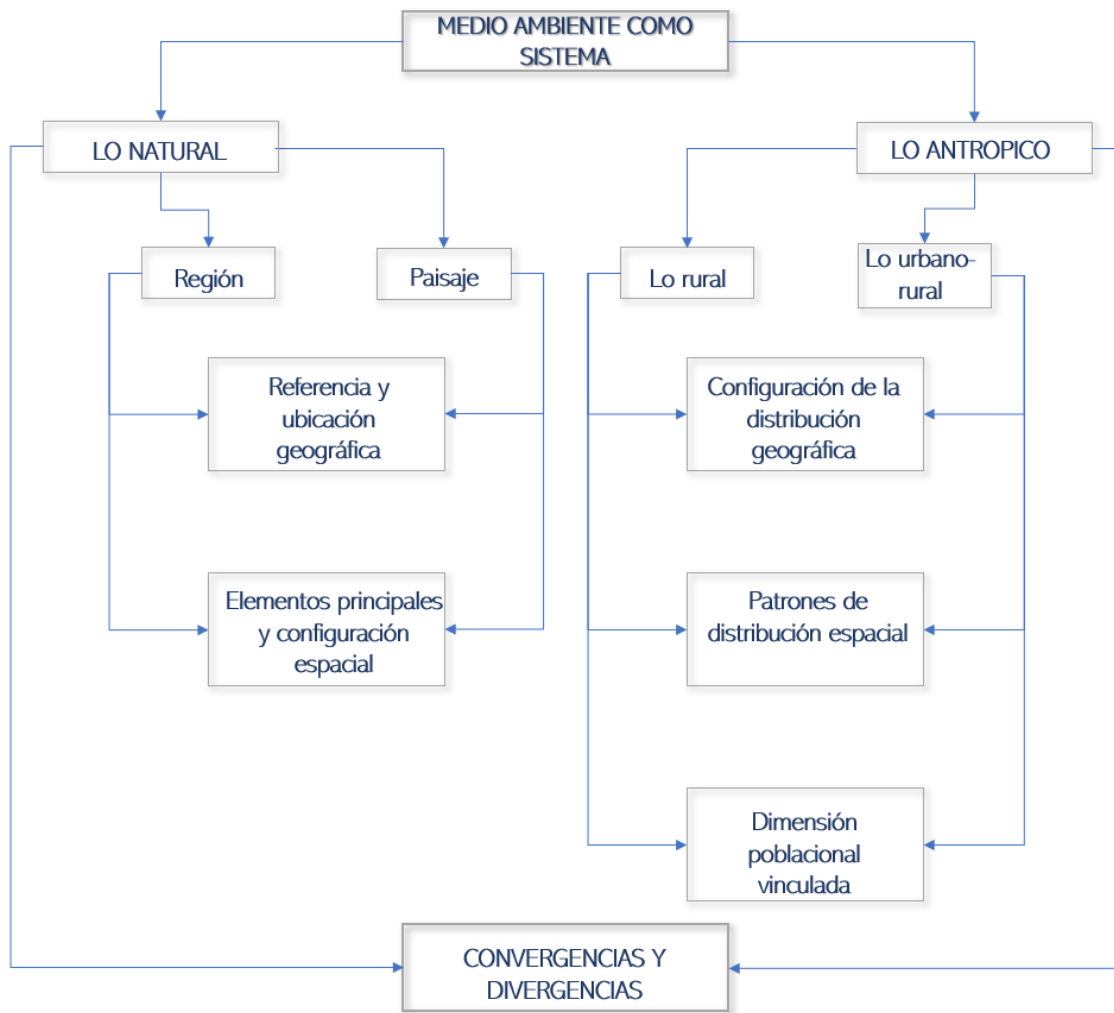 MEDIO AMBIENTE COMO
SISTEMA
LO NATURAL
LO ANTROPICO
Región
Paisaje
Lo rural
Lo urbano-
rural
Referencia y
ubicación
geográfica
Configuración de la
distribución
geográfica
Elementos principales
y configuración
espacial
Patrones de
distribución espacial
Dimensión
poblacional
vinculada
CONVERGENCIAS Y
DIVERGENCIAS